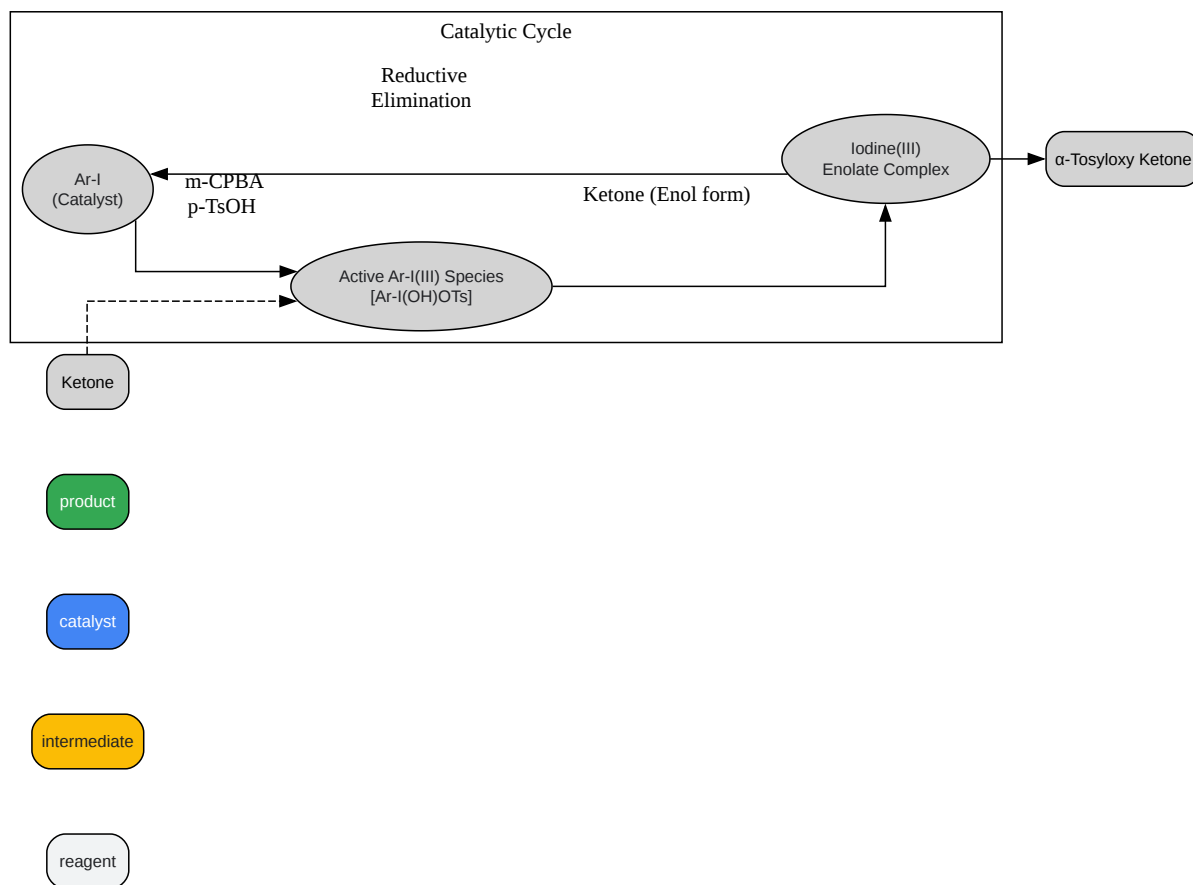 Catalytic Cycle
Reductive
Elimination
Iodine(III)
Enolate Complex
α-Tosyloxy Ketone
Ar-I
(Catalyst)
m-CPBA
p-TsOH
Ketone (Enol form)
Active Ar-I(III) Species
[Ar-I(OH)OTs]
Ketone
product
catalyst
intermediate
reagent